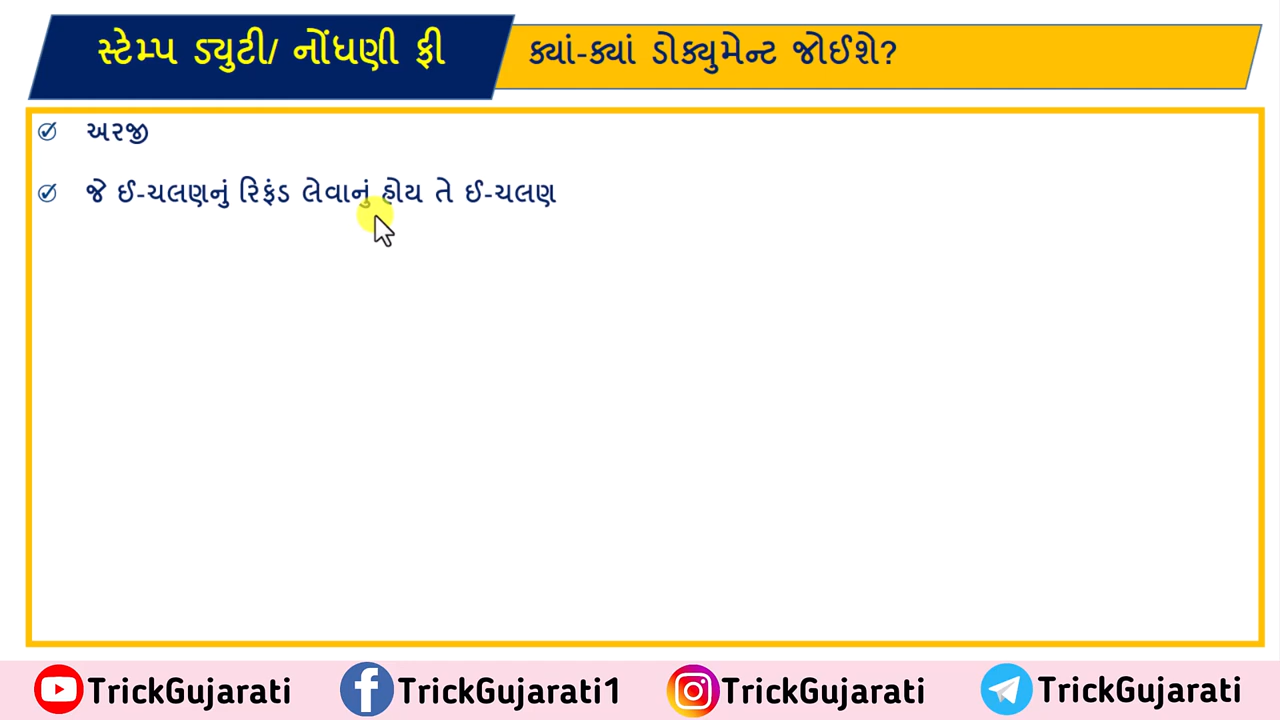 સ્ટેમ્પ ડ્યુટી/ નોંધણી ફી
ક્યાં-ક્યાં ડોક્યુમેન્ટ જોઈશે?
અરજી
જે ઈ-ચલણનું રિફંડ લેવાનું હોય તે ઈ-ચલણ
TrickGujarati TrickGujarati1 TrickGujarati TrickGujarati